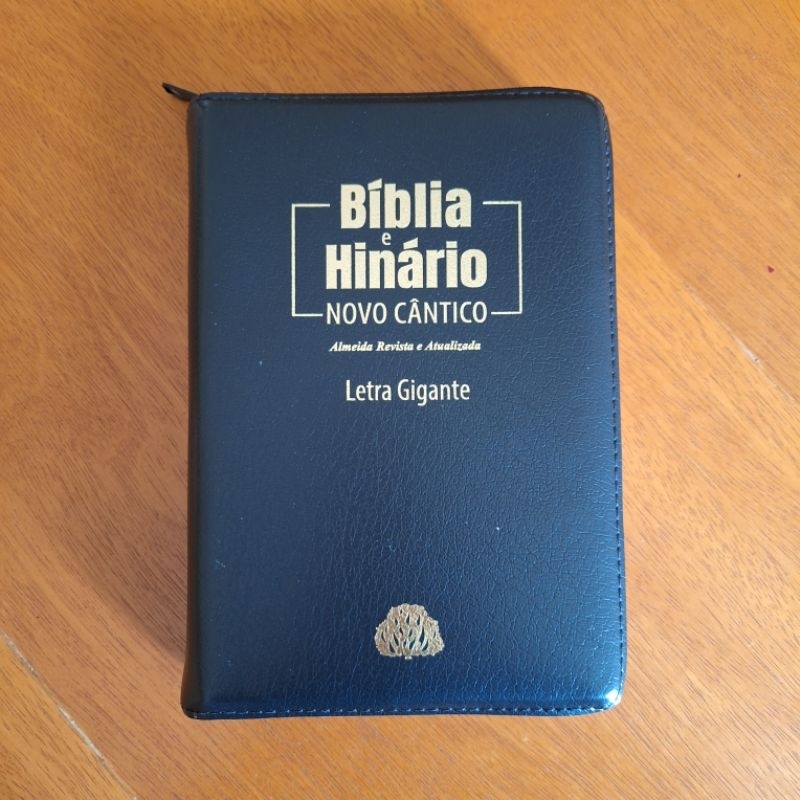 Bíblia
e
Hinário
NOVO CÂNTICO
Almeida Revista e Atualizada
Letra Gigante